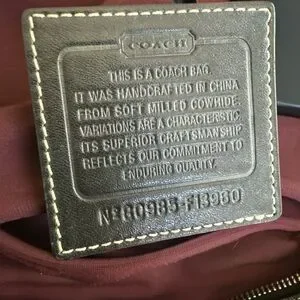 COACH
THIS IS A COACH BAG.
IT WAS HANDCRAFTED IN CHINA
FROM SOFT MILLED COWHIDE.
VARIATIONS ARE A CHARACTERISTIC
ITS SUPERIOR CRAFTSMANSHIP
REFLECTS OUR COMMITMENT TO
ENDURING QUALITY.
Nº G0985-F13930